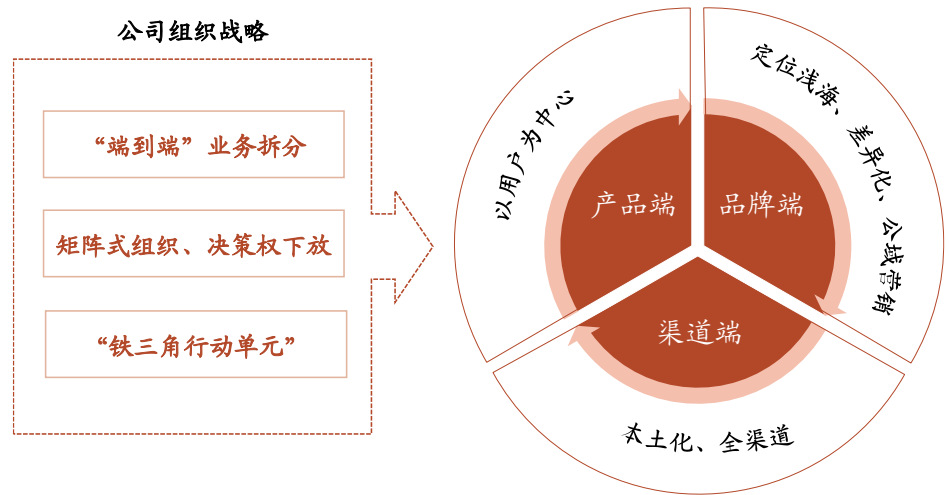 公司组织战略
“端到端”业务拆分
矩阵式组织、决策权下放
“铁三角行动单元”
以用户为中心
产品端
定位浅海、差异化、公域营销
品牌端
渠道端
本土化、全渠道